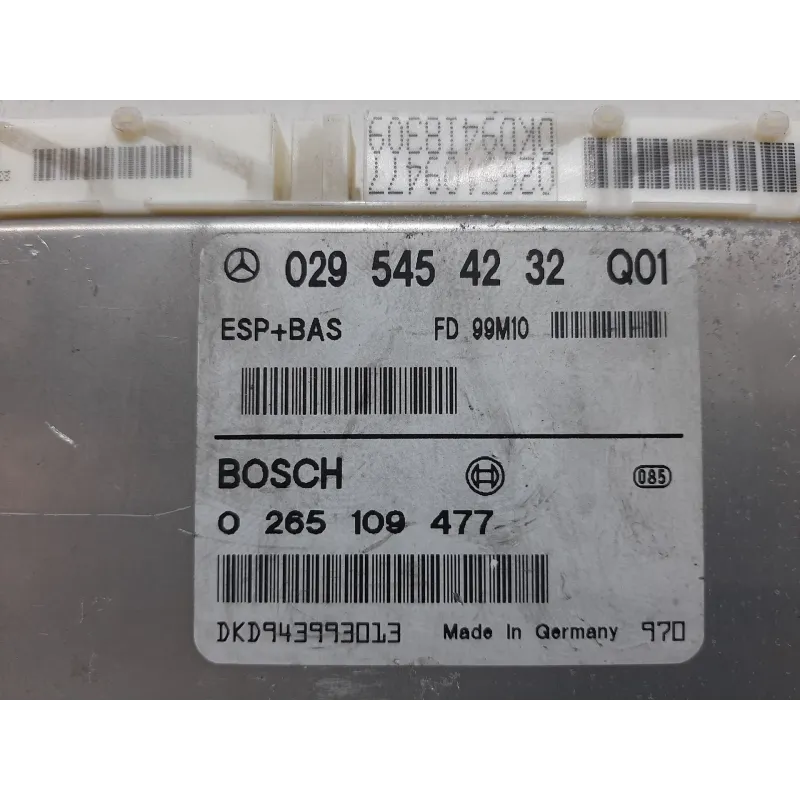 DKD9418309
0265109477
029 545 42 32 Q01
ESP+BAS FD 99M10
BOSCH 085
0 265 109 477
DKD943993013 Made In Germany 970